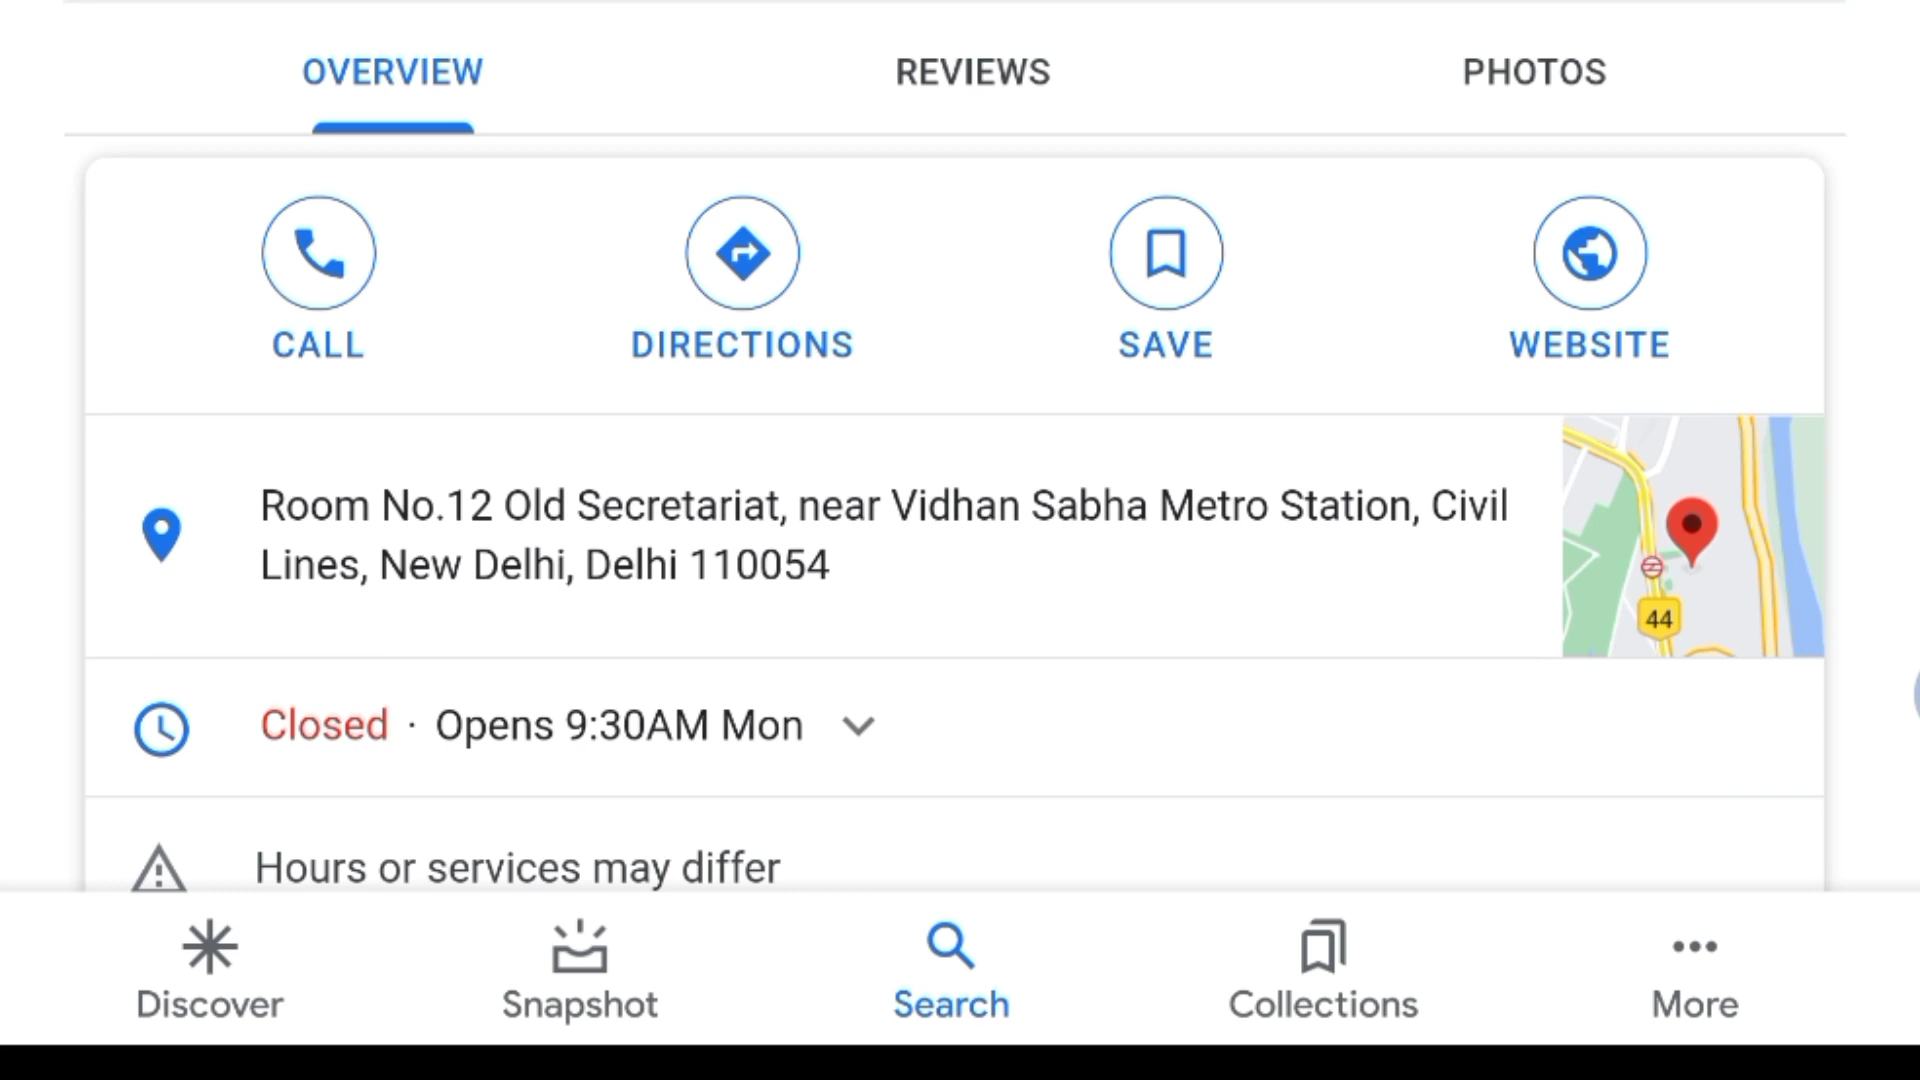 OVERVIEW REVIEWS PHOTOS
CALL DIRECTIONS SAVE WEBSITE
Room No.12 Old Secretariat, near Vidhan Sabha Metro Station, Civil
Lines, New Delhi, Delhi 110054
44
Closed · Opens 9:30AM Mon
Hours or services may differ
Discover Snapshot Search Collections More